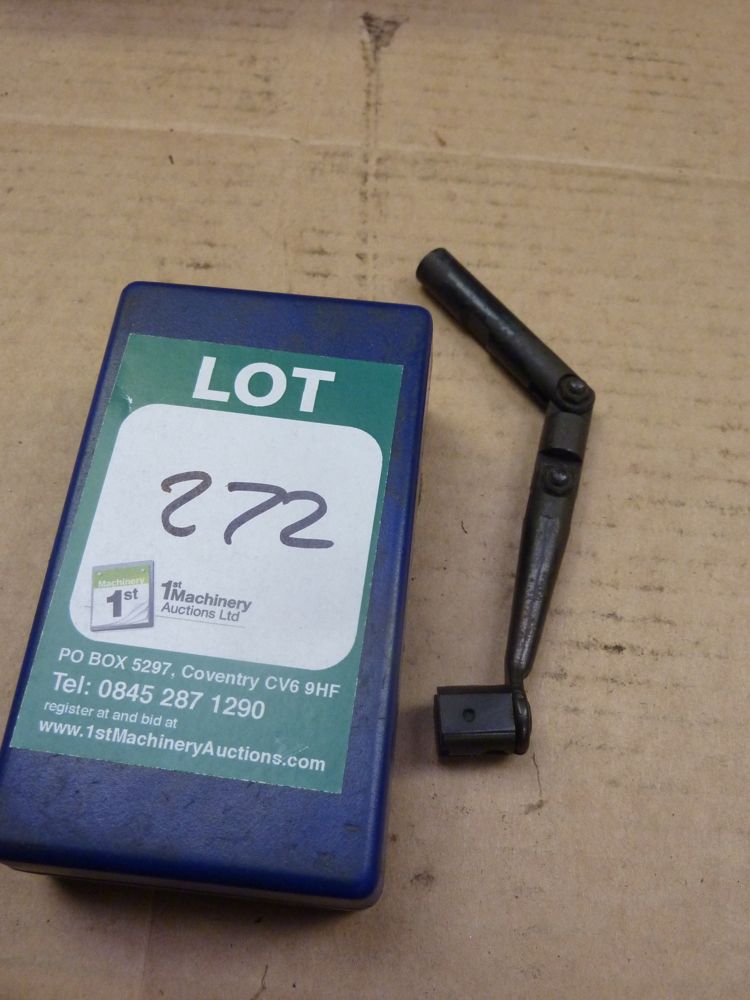 LOT
272
Machinery
1st
1st
1Machinery
Auctions Ltd
PO BOX 5297, Coventry CV6 9HF
Tel: 0845 287 1290
register at and bid at
www.1stMachineryAuctions.com